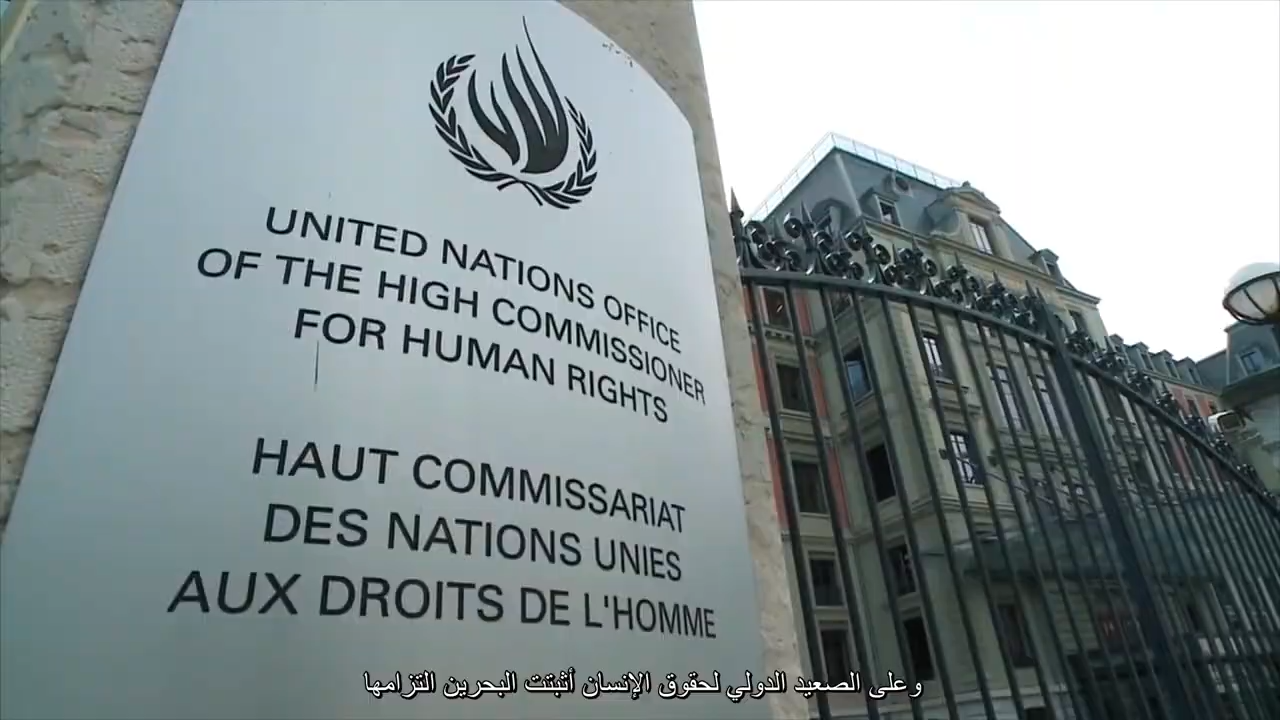 UNITED NATIONS OFFICE
OF THE HIGH COMMISSIONER
FOR HUMAN RIGHTS
HAUT COMMISSARIAT
DES NATIONS UNIES
AUX DROITS DE L'HOMME
وعلى الصعيد الدولي لحقوق الإنسان أثبتت البحرين التزامها